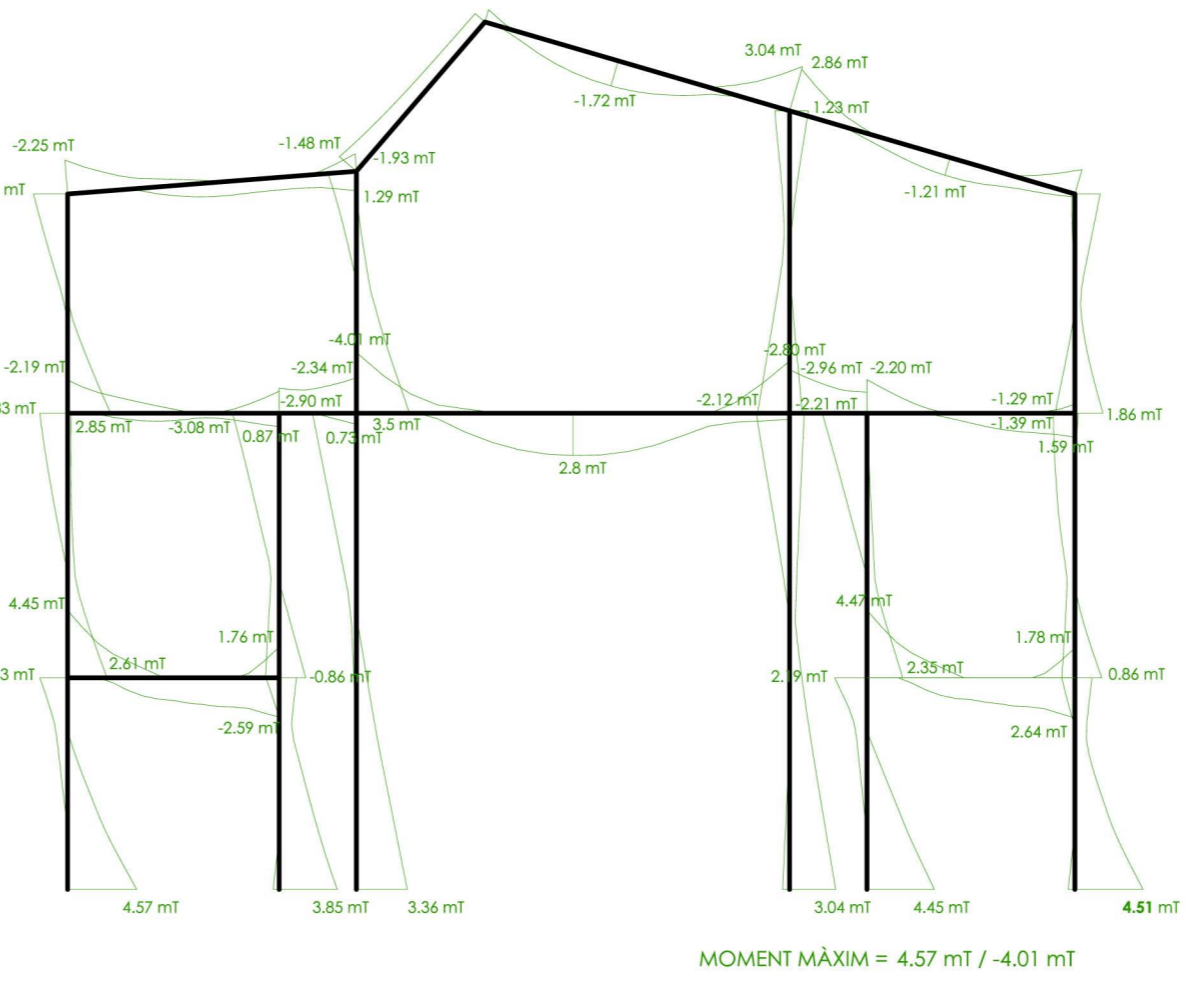 3.04 mT
2.86 mT
-1.72 mT
1.23 mT
-2.25 mT
-1.48 mT
-1.93 mT
mT
1.29 mT
-1.21 mT
-4.01 mT
-2.80 mT
-2.19 mT
-2.34 mT
-2.96 mT
-2.20 mT
-2.90 mT
-2.12 mT
-2.21 mT
-1.29 mT
33 mT
1.86 mT
2.85 mT
-3.08 mT
0.87 mT
0.73 mT
3.5 mT
-1.39 mT
1.59 mT
2.8 mT
4.45 mT
4.47 mT
1.76 mT
1.78 mT
2.61 mT
2.35 mT
3 mT
-0.86 mT
2.19 mT
0.86 mT
-2.59 mT
2.64 mT
4.57 mT
3.85 mT
3.36 mT
3.04 mT
4.45 mT
4.51 mT
MOMENT MÀXIM = 4.57 mT / -4.01 mT